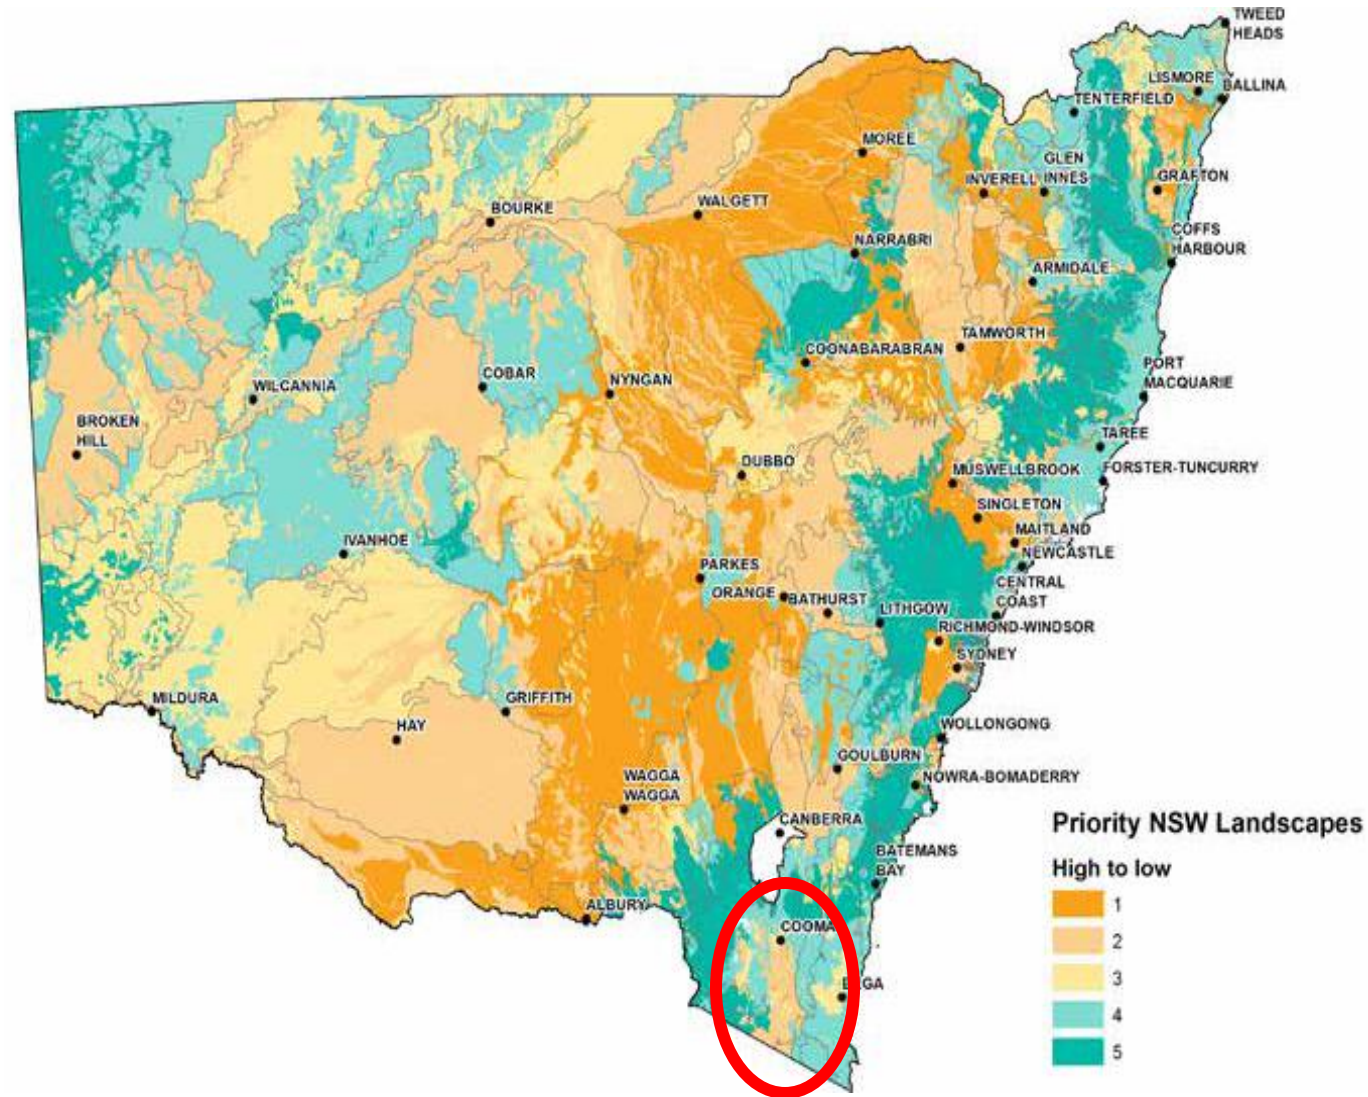 TWEED
HEADS
LISMORE
BALLINA
TENTERFIELD
MOREE
GLEN
INNES
INVERELL
GRAFTON
WALGETT
BOURKE
COFFS
HARBOUR
NARRABRI
ARMIDALE
TAMWORTH
COONABARABRAN
PORT
MACQUARIE
COBAR
NYNGAN
WILCANNIA
BROKEN
HILL
TAREE
DUBBO
MUSWELLBROOK
FORSTER-TUNCURRY
SINGLETON
MAITLAND
IVANHOE
NEWCASTLE
PARKES
CENTRAL
COAST
ORANGE
BATHURST
LITHGOW
RICHMOND-WINDSOR
SYDNEY
MILDURA
GRIFFITH
HAY
WOLLONGONG
GOULBURN
WAGGA
WAGGA
NOWRA-BOMADERRY
CANBERRA
BATEMANS
BAY
ALBURY
COOMA
BEGA
Priority NSW Landscapes
High to low
1
2
3
4
5